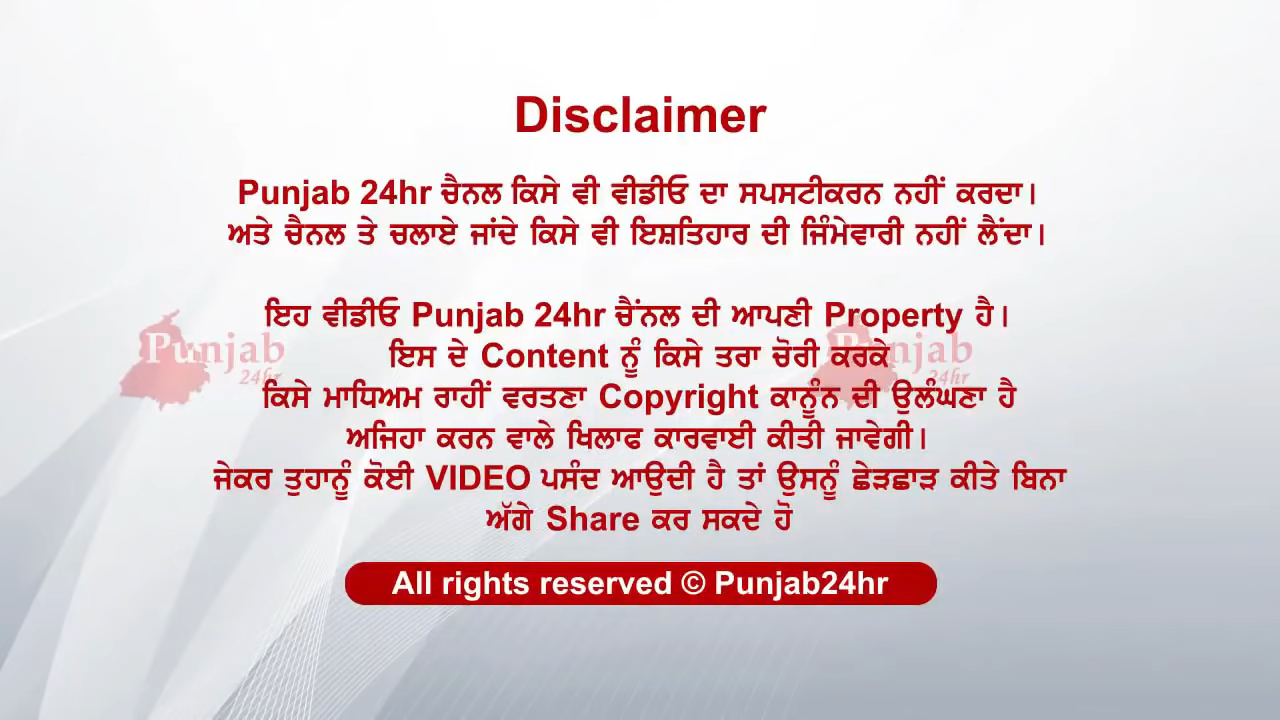 Disclaimer
Punjab 24hr ਚੈਨਲ ਕਿਸੇ ਵੀ ਵੀਡੀਓ ਦਾ ਸਪਸਟੀਕਰਨ ਨਹੀਂ ਕਰਦਾ।
ਅਤੇ ਚੈਨਲ ਤੇ ਚਲਾਏ ਜਾਂਦੇ ਕਿਸੇ ਵੀ ਇਸ਼ਤਿਹਾਰ ਦੀ ਜਿੰਮੇਵਾਰੀ ਨਹੀਂ ਲੈਂਦਾ।
ਇਹ ਵੀਡੀਓ Punjab 24hr ਚੈਂਨਲ ਦੀ ਆਪਣੀ Property ਹੈ।
Punjab
24hr
Punjab
24hr
ਇਸ ਦੇ Content ਨੂੰ ਕਿਸੇ ਤਰਾ ਚੋਰੀ ਕਰਕੇ
ਕਿਸੇ ਮਾਧਿਅਮ ਰਾਹੀਂ ਵਰਤਣਾ Copyright ਕਾਨੂੰਨ ਦੀ ਉਲੰਘਣਾ ਹੈ
ਅਜਿਹਾ ਕਰਨ ਵਾਲੇ ਖਿਲਾਫ ਕਾਰਵਾਈ ਕੀਤੀ ਜਾਵੇਗੀ।
ਜੇਕਰ ਤੁਹਾਨੂੰ ਕੋਈ VIDEO ਪਸੰਦ ਆਉਦੀ ਹੈ ਤਾਂ ਉਸਨੂੰ ਛੇੜਛਾੜ ਕੀਤੇ ਬਿਨਾ
ਅੱਗੇ Share ਕਰ ਸਕਦੇ ਹੋ
All rights reserved © Punjab24hr